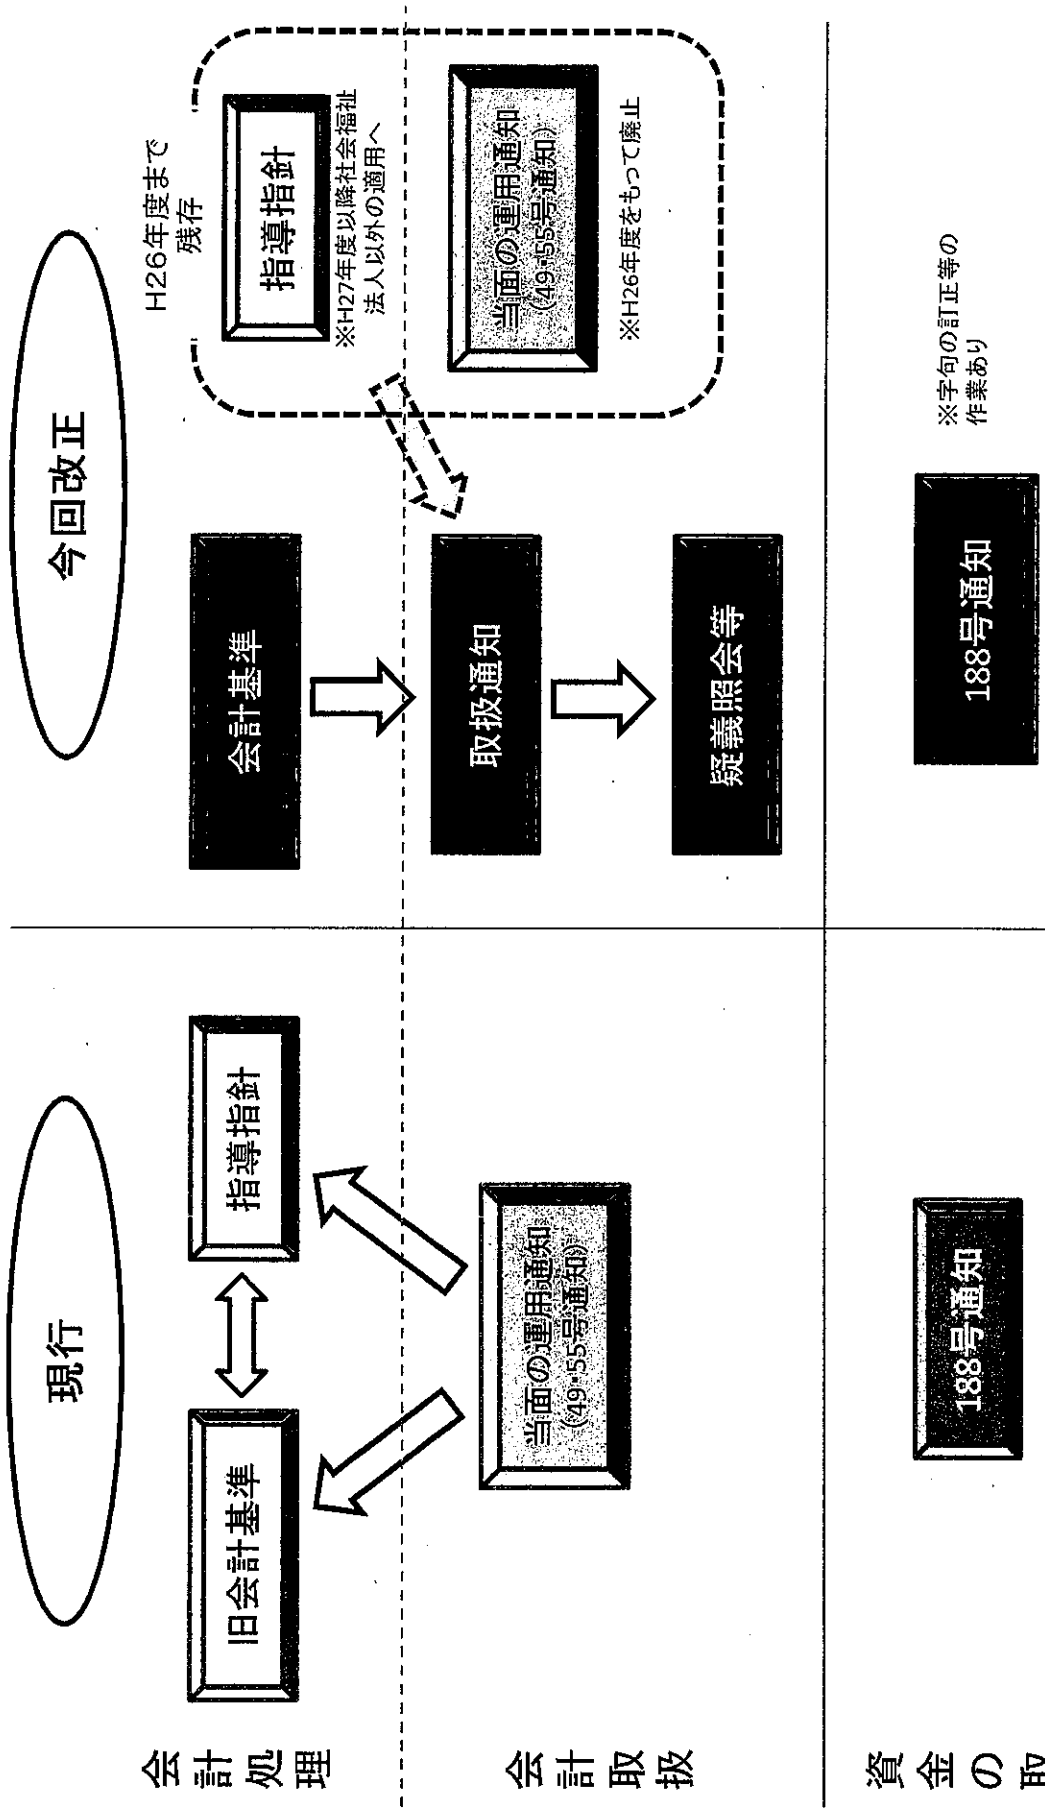 現行
今回改正
会計処理
旧会計基準
指導指針
会計基準
H26年度まで
残存
指導指針
※H27年度以降社会福祉
法人以外の適用へ
会計取扱
当面の運用通知
(49・55号通知)
取扱通知
疑義照会等
当面の運用通知
(49・55号通知)
※H26年度をもって廃止
資金の取
188号通知
188号通知
※字句の訂正等の
作業あり